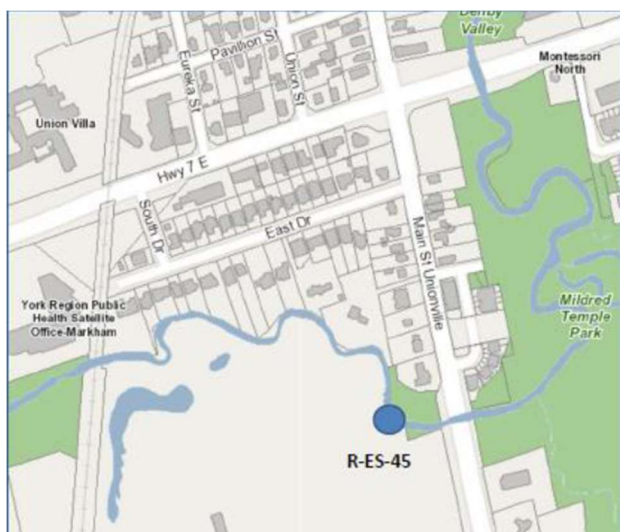 Denby
Valley
Pavilion St
Eureka St
Union St
Montessori
North
Union Villa
Hwy 7 E
South Dr
East Dr
Main St Unionville
York Region Public
Health Satellite
Office-Markham
Mildred
Temple
Park
R-ES-45